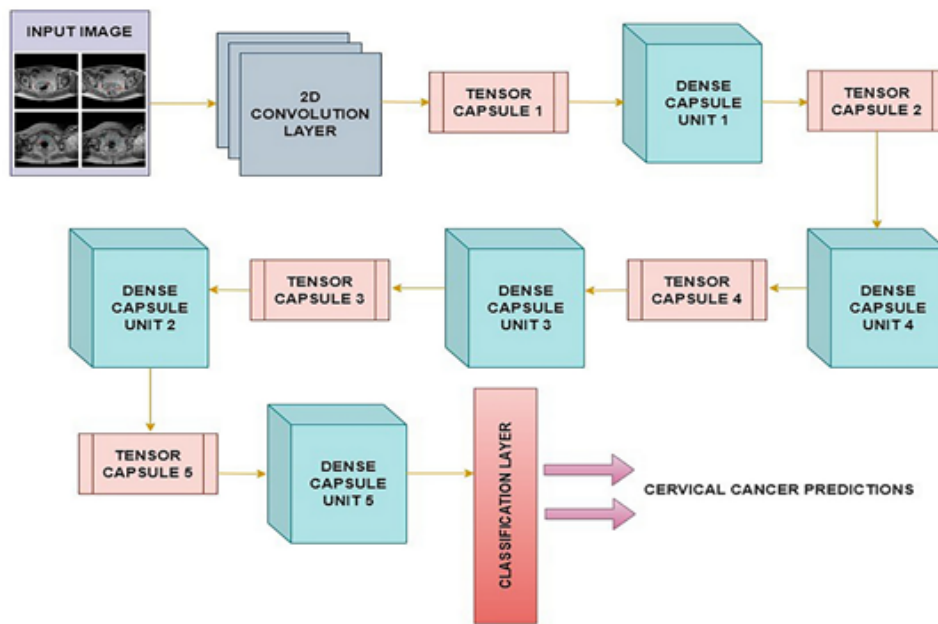 INPUT IMAGE
2D
CONVOLUTION
LAYER
TENSOR
CAPSULE 1
DENSE
CAPSULE
UNIT 1
TENSOR
CAPSULE 2
DENSE
CAPSULE
UNIT 2
TENSOR
CAPSULE 3
DENSE
CAPSULE
UNIT 3
TENSOR
CAPSULE 4
DENSE
CAPSULE
UNIT 4
TENSOR
CAPSULE 5
DENSE
CAPSULE
UNIT 5
CLASSIFICATION LAYER
CERVICAL CANCER PREDICTIONS